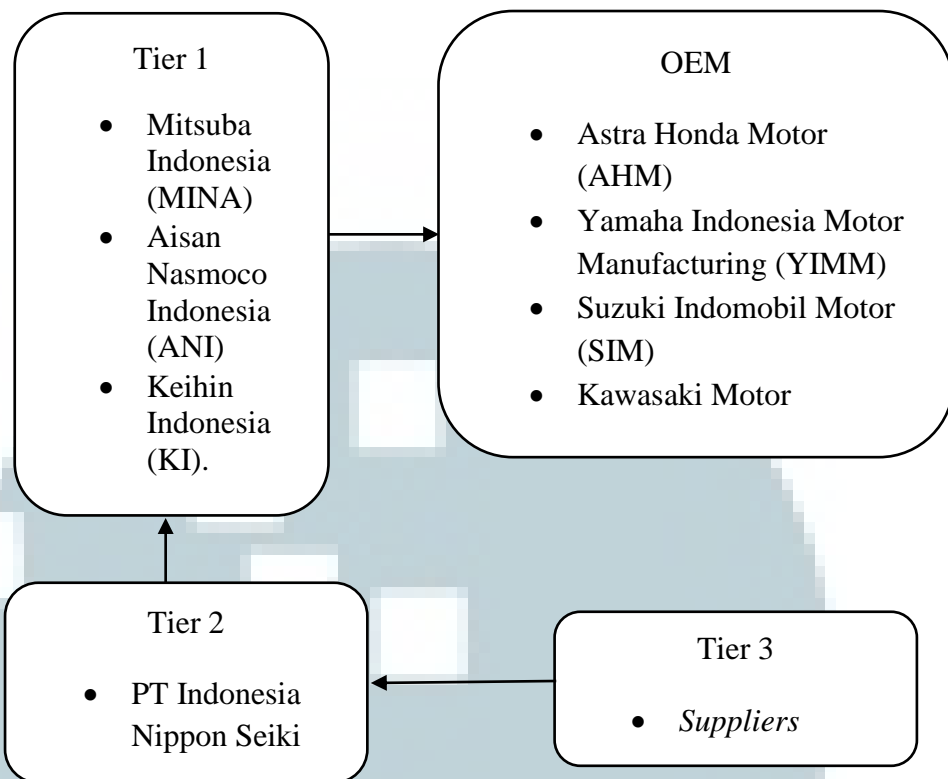 Tier 1
• Mitsuba
Indonesia
(MINA)
• Aisan
Nasmoco
Indonesia
(ANI)
• Keihin
Indonesia
(KI).
OEM
• Astra Honda Motor
(AHM)
• Yamaha Indonesia Motor
Manufacturing (YIMM)
• Suzuki Indomobil Motor
(SIM)
• Kawasaki Motor
Tier 2
• PT Indonesia
Nippon Seiki
Tier 3
• Suppliers